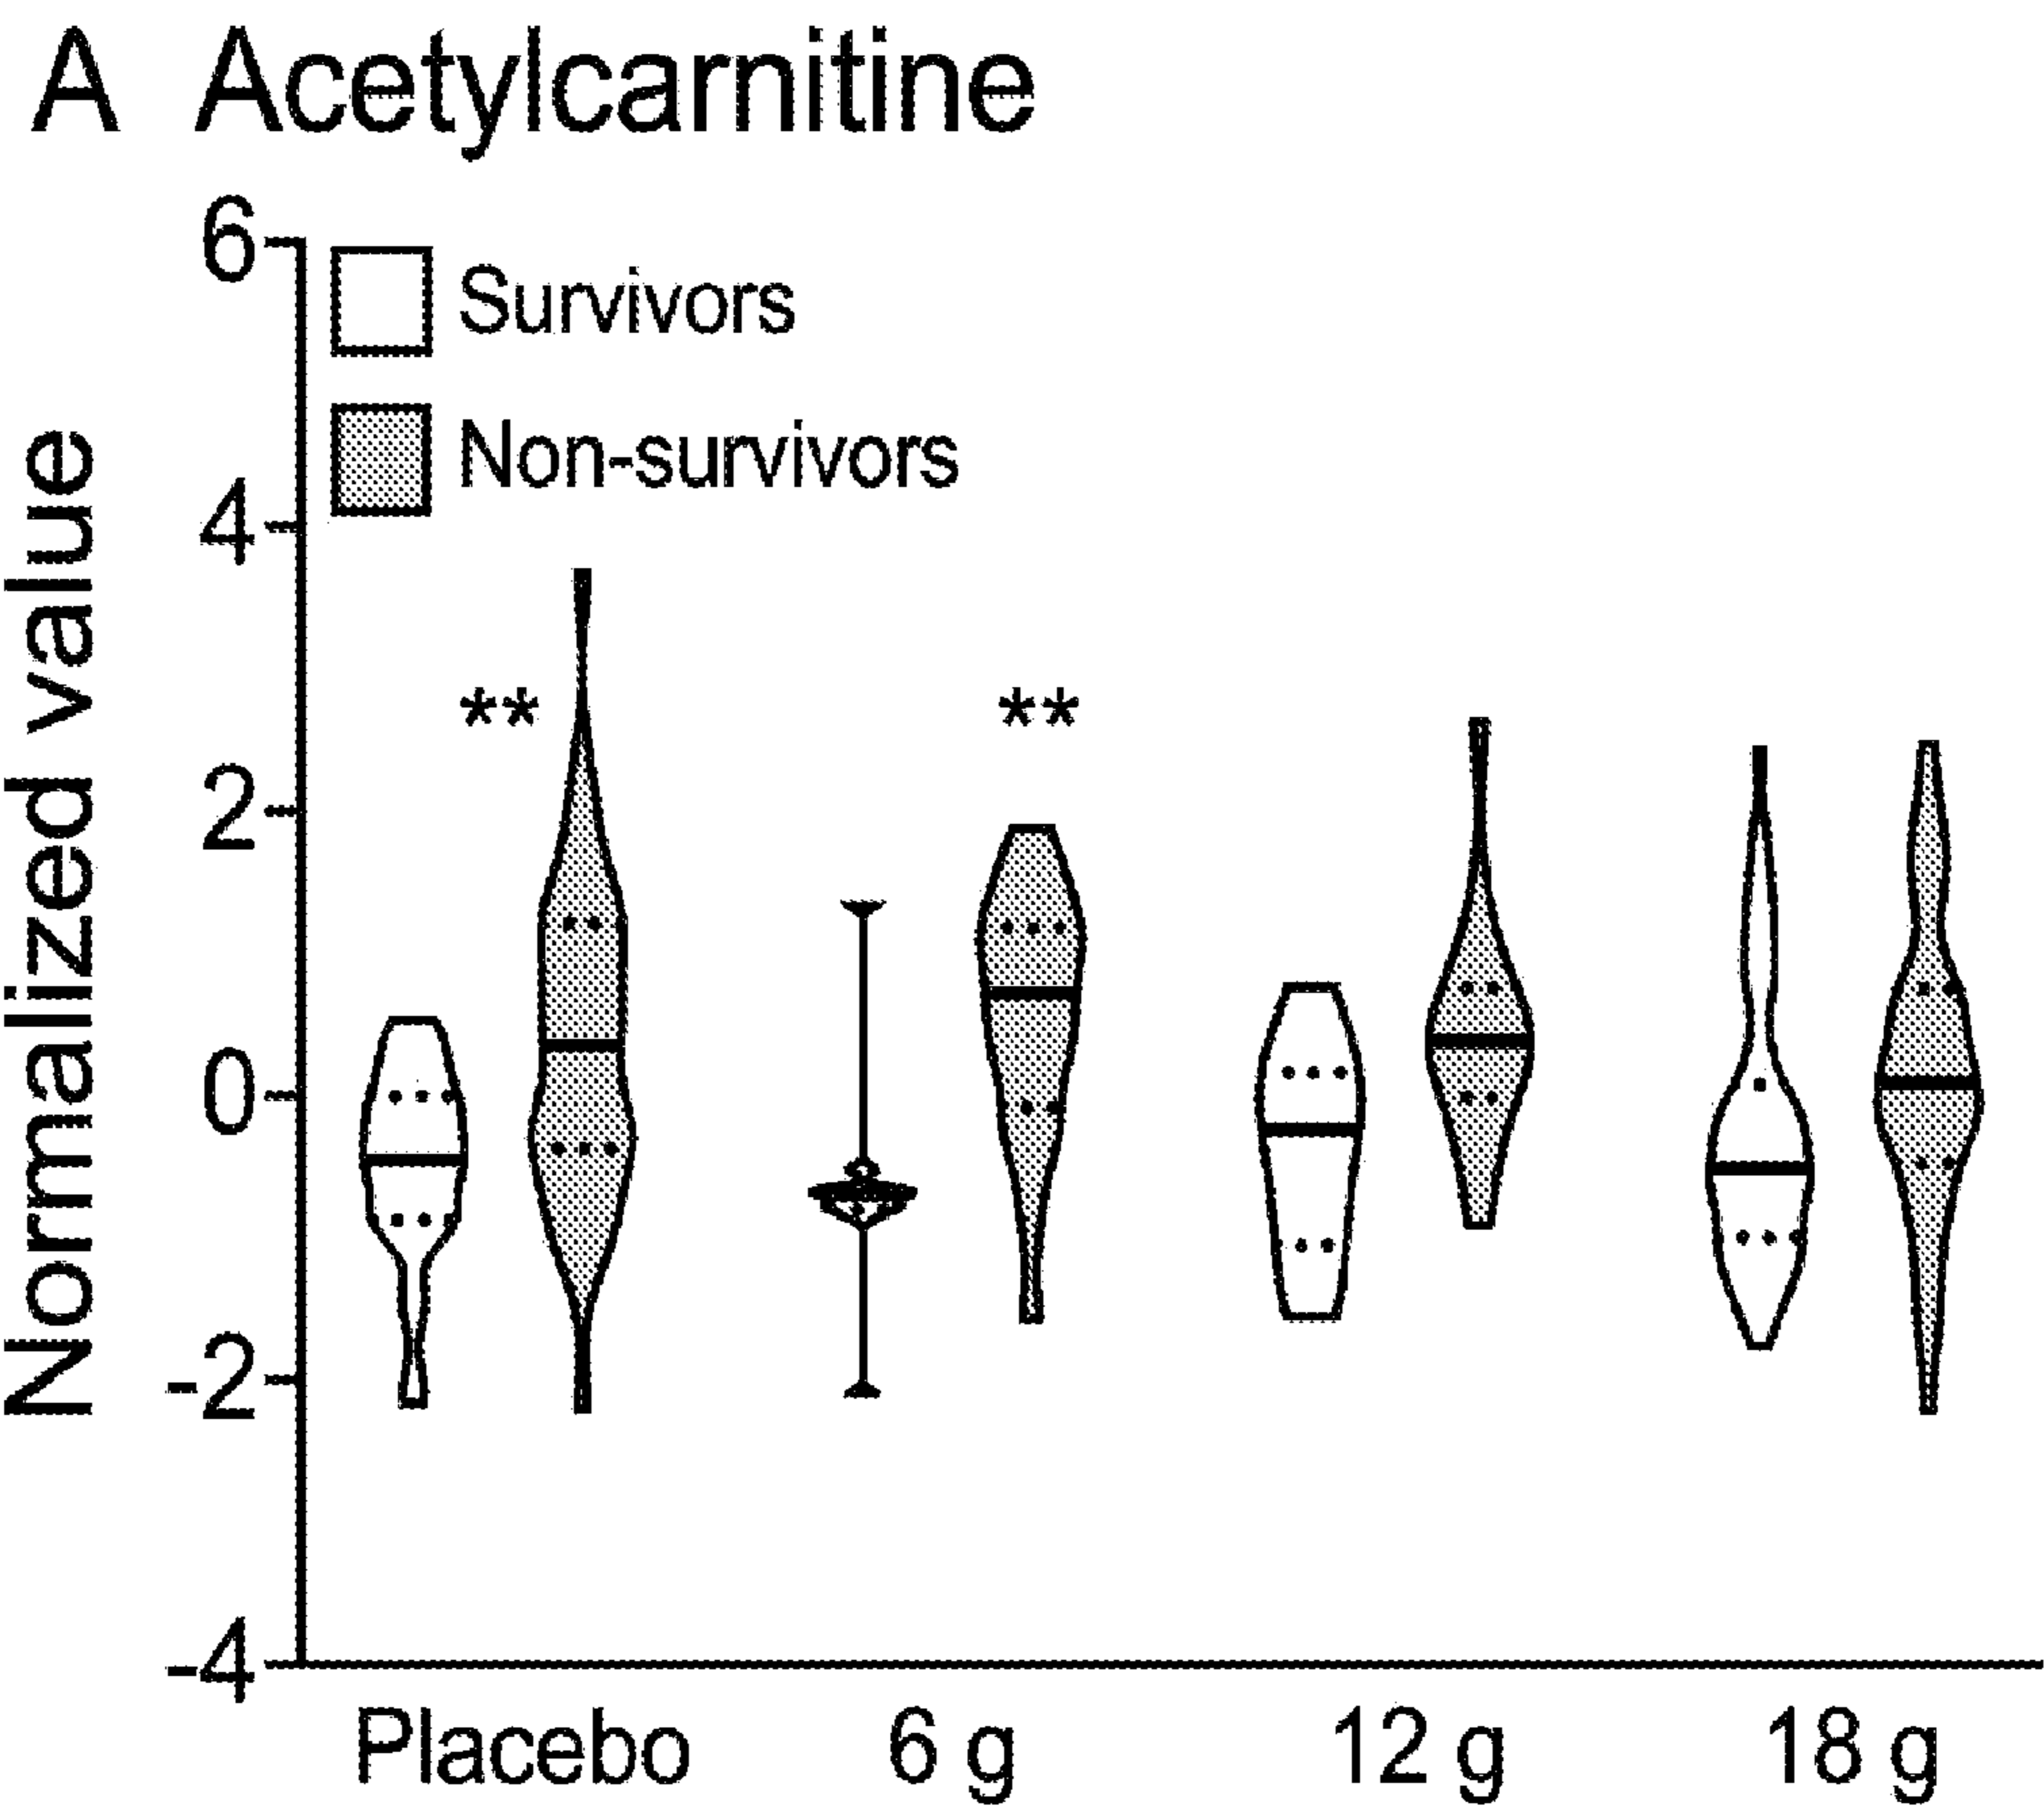 A Acetylcarnitine
6
Survivors
Non-survivors
4
**
**
2
0
-2
-4
Normalized value
Placebo 6 g 12 g 18 g